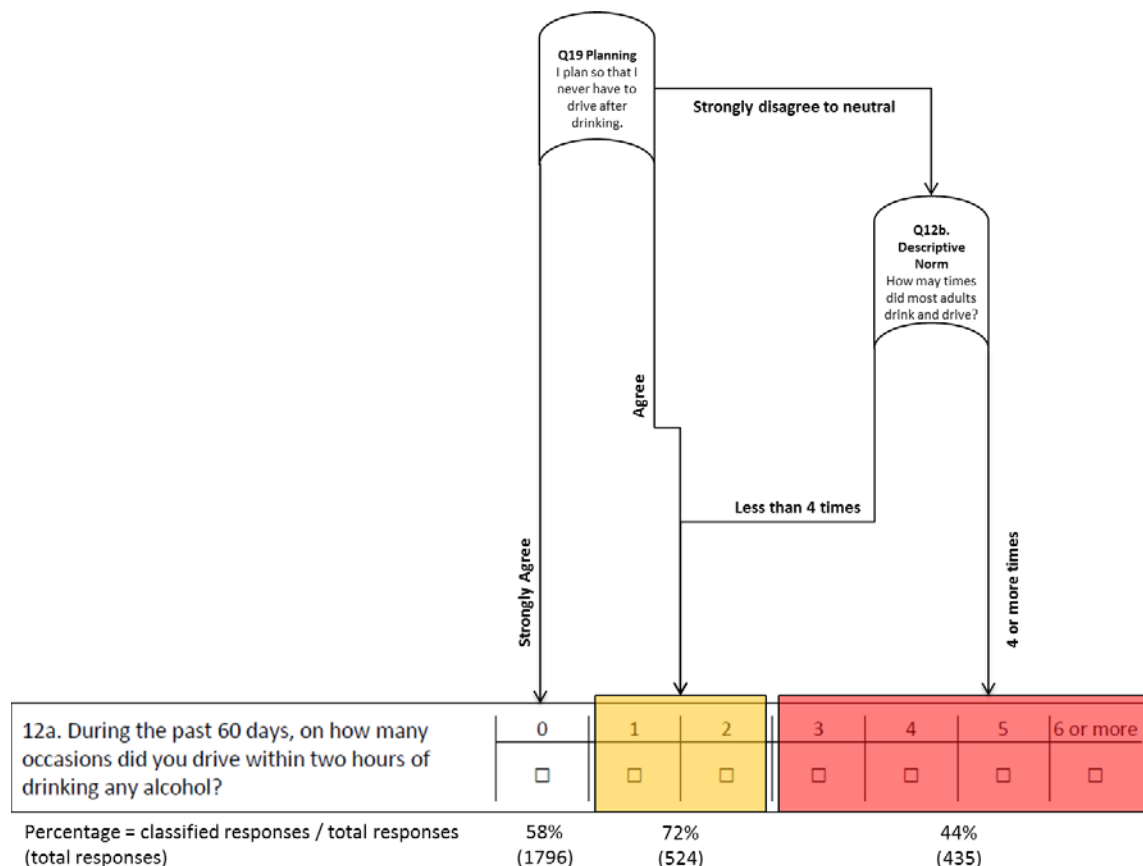 Q19 Planning
I plan so that I
never have to
drive after
drinking.
Strongly disagree to neutral
Q12b.
Descriptive
Norm
How may times
did most adults
drink and drive?
Agree
Less than 4 times
Strongly Agree
4 or more times
12a. During the past 60 days, on how many
occasions did you drive within two hours of
drinking any alcohol?
0 1 2 3 4 5 6 or more
□ □ □ □ □ □ □
Percentage = classified responses / total responses
(total responses)
58% 72% 44%
(1796) (524) (435)